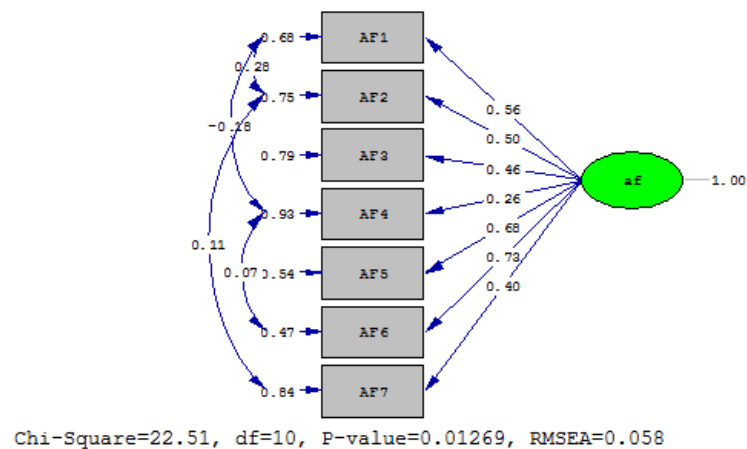 0.68 AF1
0.28
0.56
0.75 AF2
0.50
-0.18
0.79 AF3
0.46
af 1.00
0.26
0.93 AF4
0.68
0.11
0.07
0.54 AF5
0.73
0.40
0.47 AF6
0.84 AF7
Chi-Square=22.51, df=10, P-value=0.01269, RMSEA=0.058